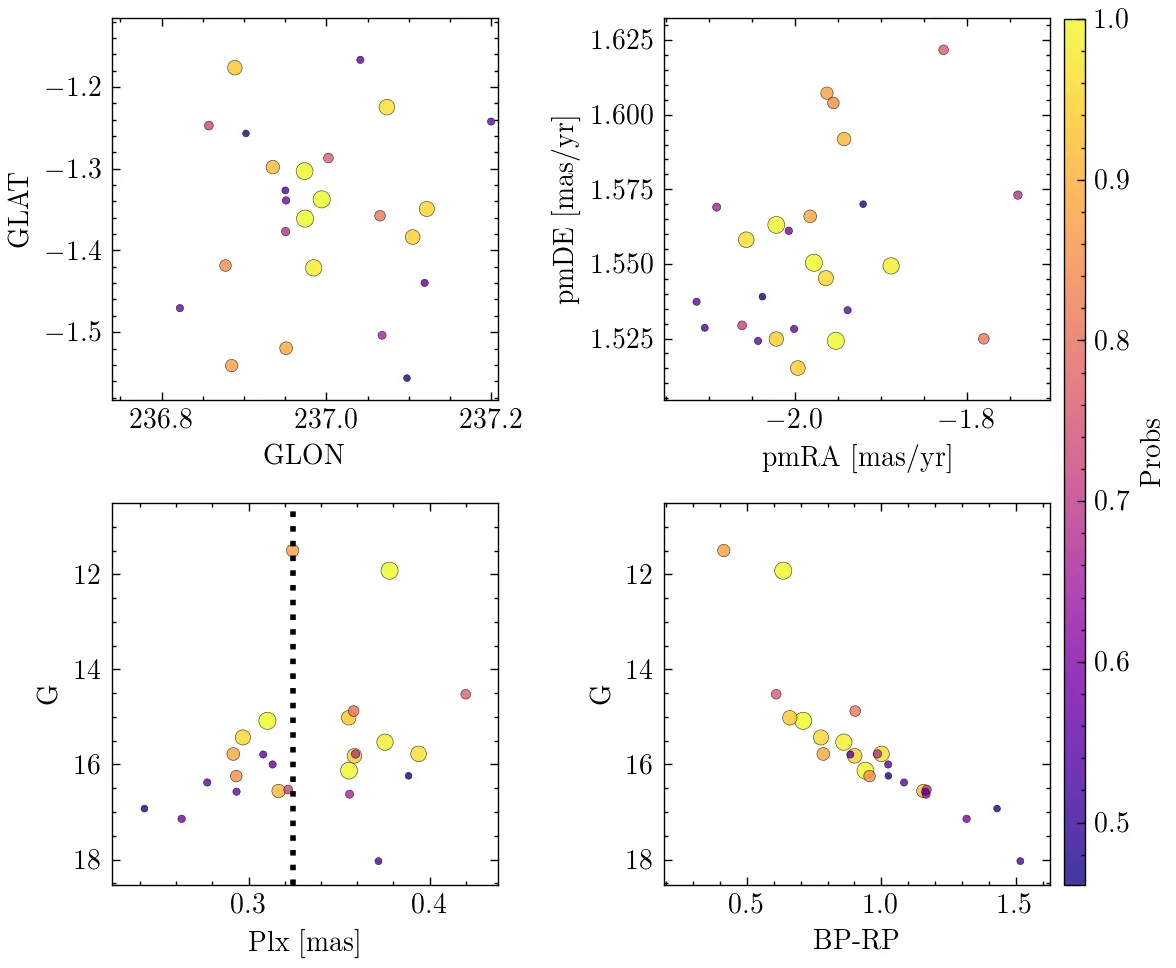 −1.2
−1.3
−1.4
−1.5
GLAT
236.8 237.0 237.2
GLON
1.625
1.600
1.575
1.550
1.525
pmDE [mas/yr]
−2.0 −1.8
pmRA [mas/yr]
12
14
16
18
G
0.3 0.4
Plx [mas]
12
14
16
18
G
0.5 1.0 1.5
BP-RP
1.0
0.9
0.8
0.7
0.6
0.5
Probs